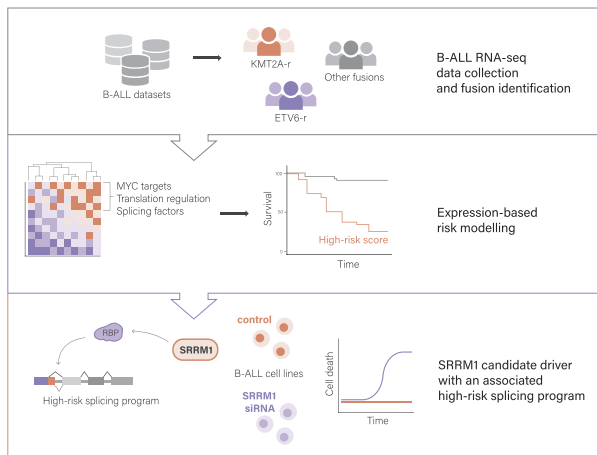 B-ALL datasets
KMT2A-r
Other fusions
ETV6-r
B-ALL RNA-seq
data collection
and fusion identification
MYC targets
Translation regulation
Splicing factors
Survival
100
50
0
High-risk score
Time
Expression-based
risk modelling
RBP
SRRM1
High-risk splicing program
control
B-ALL cell lines
SRRM1
siRNA
Cell death
Time
SRRM1 candidate driver
with an associated
high-risk splicing program